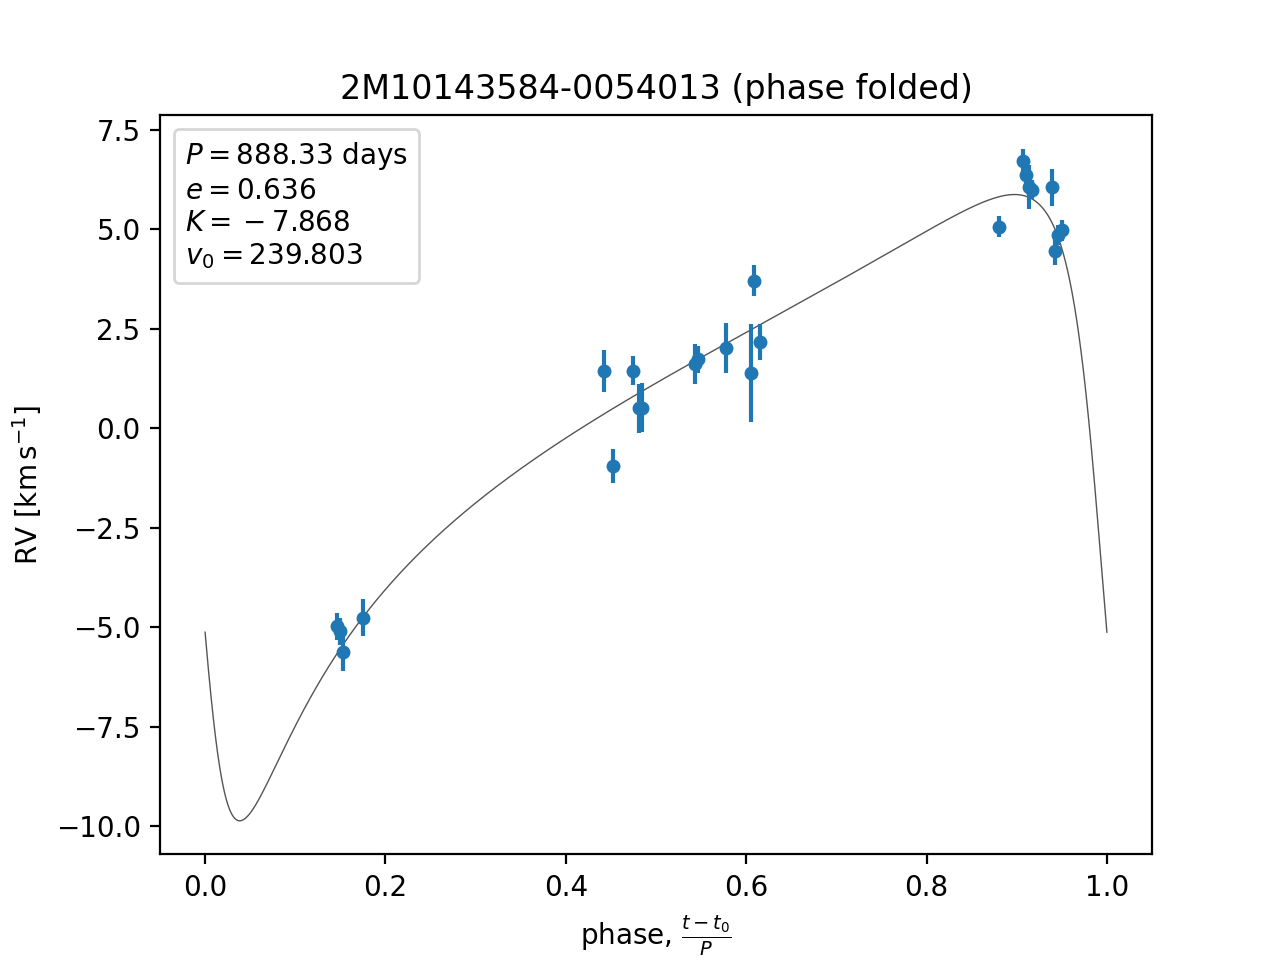 2M10143584-0054013 (phase folded)
P = 888.33 days
e = 0.636
K = −7.868
v₀ = 239.803
7.5
5.0
2.5
0.0
−2.5
−5.0
−7.5
−10.0
RV [km s⁻¹]
0.0 0.2 0.4 0.6 0.8 1.0
phase, (t − t₀)/P